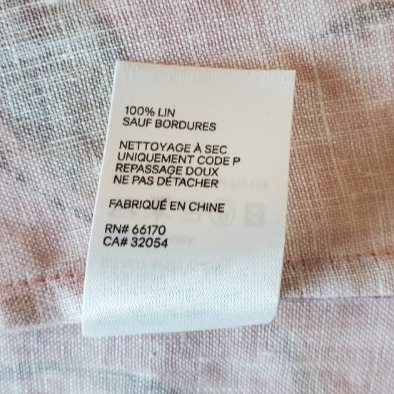 100% LIN
SAUF BORDURES
NETTOYAGE À SEC
UNIQUEMENT CODE P
REPASSAGE DOUX
NE PAS DÉTACHER
FABRIQUÉ EN CHINE
RN# 66170
CA# 32054